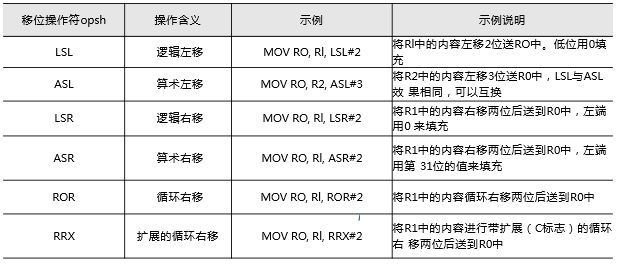 移位操作符opsh 操作含义 示例 示例说明
LSL 逻辑左移 MOV RO, Rl, LSL#2 将Rl中的内容左移2位送RO中。低位用0填
充
ASL 算术左移 MOV RO, R2, ASL#3 将R2中的内容左移3位送R0中，LSL与ASL
效 果相同，可以互换
LSR 逻辑右移 MOV RO, Rl, LSR#2 将R1中的内容右移两位后送到R0中，左端
用0 来填充
ASR 算术右移 MOV RO, Rl, ASR#2 将R1中的内容右移两位后送到R0中，左端
用第 31位的值来填充
ROR 循环右移 MOV RO, Rl, ROR#2 将R1中的内容循环右移两位后送到R0中
RRX 扩展的循环右移 MOV RO, Rl, RRX#2 将R1中的内容进行带扩展（C标志）的循环
右 移两位后送到R0中